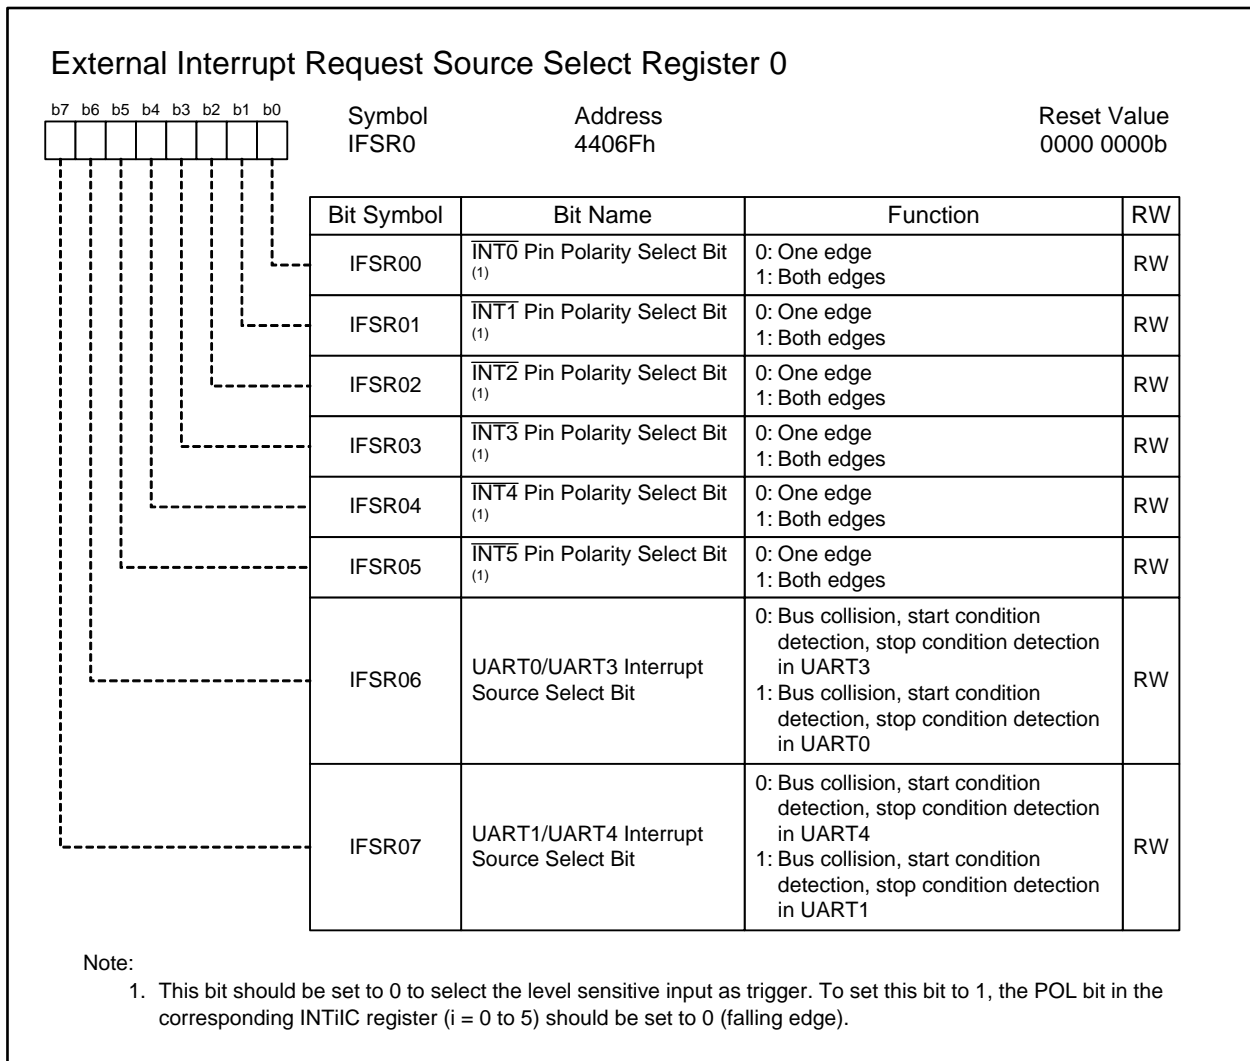 External Interrupt Request Source Select Register 0
b7 b6 b5 b4 b3 b2 b1 b0
Symbol Address Reset Value
IFSR0 4406Fh 0000 0000b
Bit Symbol Bit Name Function RW
IFSR00 INT0 Pin Polarity Select Bit (1) 0: One edge RW
1: Both edges
IFSR01 INT1 Pin Polarity Select Bit (1) 0: One edge RW
1: Both edges
IFSR02 INT2 Pin Polarity Select Bit (1) 0: One edge RW
1: Both edges
IFSR03 INT3 Pin Polarity Select Bit (1) 0: One edge RW
1: Both edges
IFSR04 INT4 Pin Polarity Select Bit (1) 0: One edge RW
1: Both edges
IFSR05 INT5 Pin Polarity Select Bit (1) 0: One edge RW
1: Both edges
IFSR06
UART0/UART3 Interrupt
Source Select Bit
0: Bus collision, start condition
detection, stop condition detection
in UART3
1: Bus collision, start condition
detection, stop condition detection
in UART0
RW
IFSR07
UART1/UART4 Interrupt
Source Select Bit
0: Bus collision, start condition
detection, stop condition detection
in UART4
1: Bus collision, start condition
detection, stop condition detection
in UART1
RW
Note:
1. This bit should be set to 0 to select the level sensitive input as trigger. To set this bit to 1, the POL bit in the
corresponding INTiIC register (i = 0 to 5) should be set to 0 (falling edge).